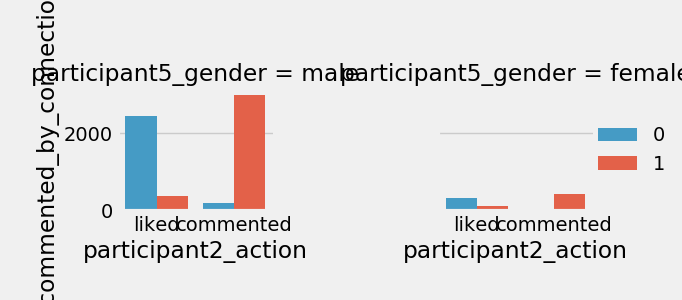 commented_by_connectio
participant5_gender = male
participant5_gender = female
2000
0
0
1
liked
commented
liked
commented
participant2_action
participant2_action